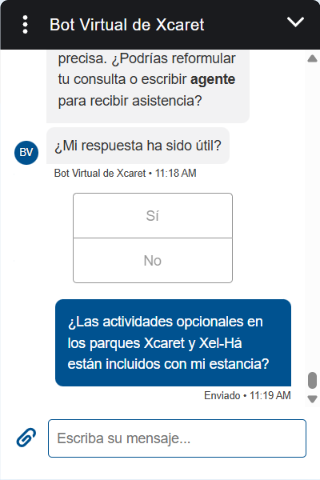 Bot Virtual de Xcaret
precisa. ¿Podrías reformular
tu consulta o escribir agente
para recibir asistencia?
¿Mi respuesta ha sido útil?
BV
Bot Virtual de Xcaret • 11:18 AM
Sí
No
¿Las actividades opcionales en
los parques Xcaret y Xel-Há
están incluidos con mi estancia?
Enviado • 11:19 AM
Escriba su mensaje...